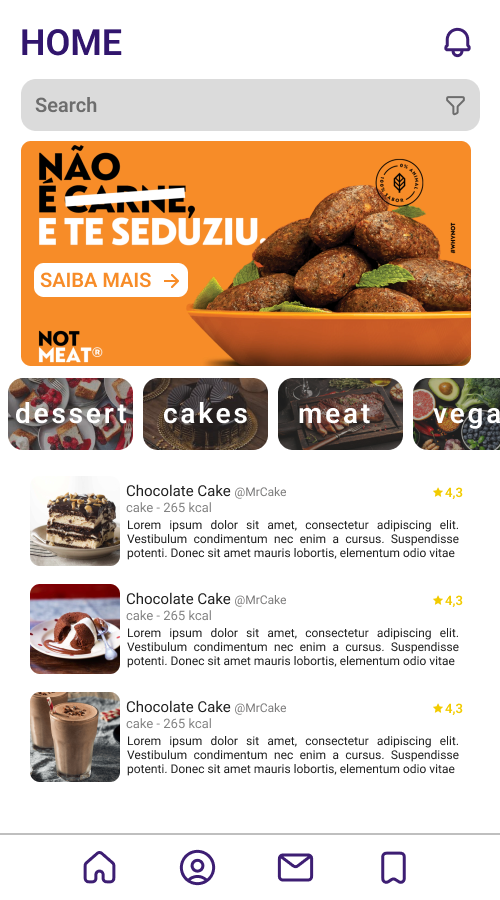 HOME
Search
NÃO
É CARNE,
E TE SEDUZIU.
SAIBA MAIS
NOT
MEAT®
0% ANIMAL
#WHYNOT
dessert
cakes
meat
vega
Chocolate Cake @MrCake
4,3
cake - 265 kcal
Lorem ipsum dolor sit amet, consectetur adipiscing elit.
Vestibulum condimentum nec enim a cursus. Suspendisse
potenti. Donec sit amet mauris lobortis, elementum odio vitae
Chocolate Cake @MrCake
4,3
cake - 265 kcal
Lorem ipsum dolor sit amet, consectetur adipiscing elit.
Vestibulum condimentum nec enim a cursus. Suspendisse
potenti. Donec sit amet mauris lobortis, elementum odio vitae
Chocolate Cake @MrCake
4,3
cake - 265 kcal
Lorem ipsum dolor sit amet, consectetur adipiscing elit.
Vestibulum condimentum nec enim a cursus. Suspendisse
potenti. Donec sit amet mauris lobortis, elementum odio vitae